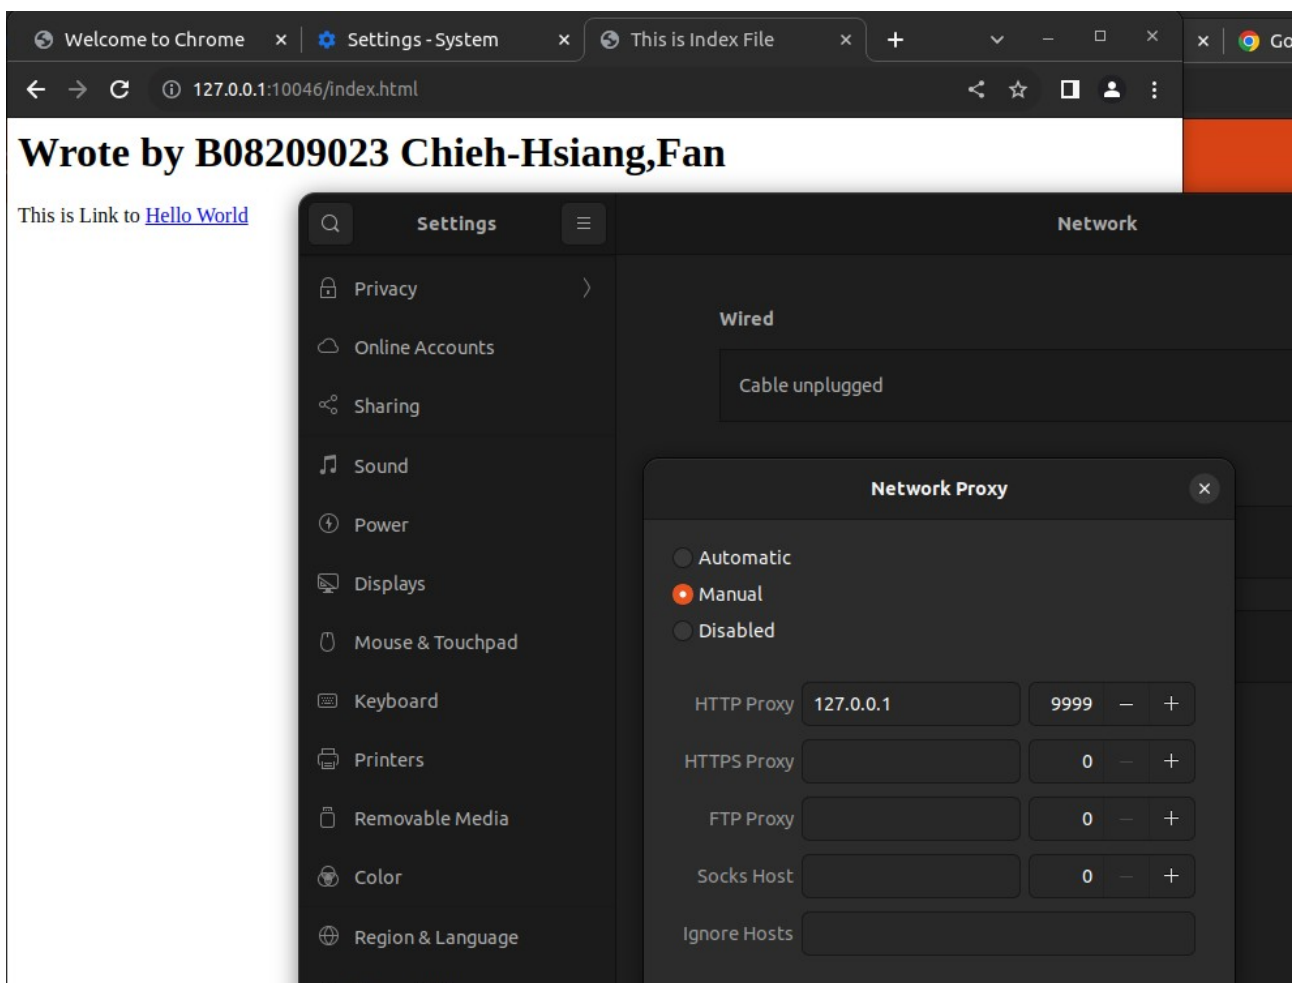 Welcome to Chrome
Settings - System
This is Index File
Go
127.0.0.1:10046/index.html
Wrote by B08209023 Chieh-Hsiang,Fan
This is Link to Hello World
Settings
Network
Privacy
Online Accounts
Sharing
Sound
Power
Displays
Mouse & Touchpad
Keyboard
Printers
Removable Media
Color
Region & Language
Wired
Cable unplugged
Network Proxy
Automatic
Manual
Disabled
HTTP Proxy 127.0.0.1 9999
HTTPS Proxy 0
FTP Proxy 0
Socks Host 0
Ignore Hosts